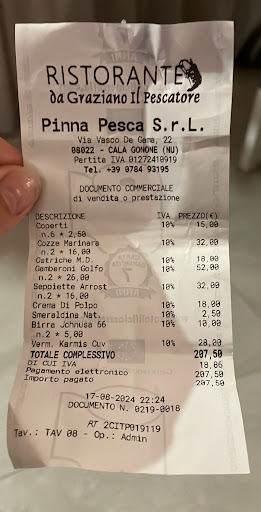 RISTORANTE
da Graziano Il Pescatore
Pinna Pesca S.r.L.
Via Vasco De Gama, 22
08022 - CALA GONONE (NU)
Partita IVA 01272410919
Tel. +39 0784 93195
DOCUMENTO COMMERCIALE
di vendita o prestazione
DESCRIZIONE IVA PREZZO(€)
Coperti 10% 15,00
n.6 * 2,50
Cozze Marinara 10% 32,00
n.2 * 16,00
Ostriche M.D. 10% 18,00
Gamberoni Golfo 10% 52,00
n.2 * 26,00
Seppiette Arrost 10% 32,00
n.2 * 16,00
Crema Di Polpo 10% 18,00
Smeraldina Nat. 10% 2,50
Birra Johnusa 66 10% 10,00
n.2 * 5,00
Verm. Karmis Cuv 10% 28,00
TOTALE COMPLESSIVO 207,50
DI CUI IVA 18,86
Pagamento elettronico 207,50
Importo pagato 207,50
17-08-2024 22:24
DOCUMENTO N. 0219-0018
RT 2CITP019119
Tav.: TAV 08 - Op.: Admin